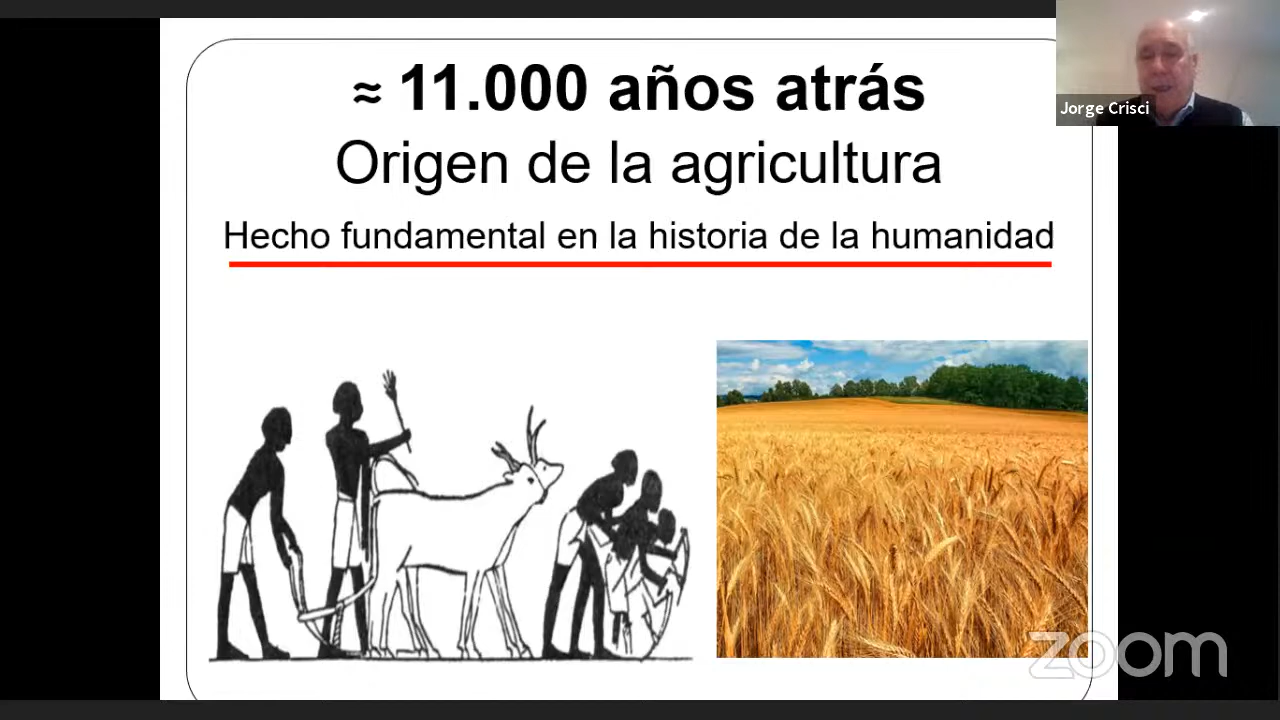 ≈ 11.000 años atrás
Origen de la agricultura
Hecho fundamental en la historia de la humanidad
Jorge Crisci
zoom